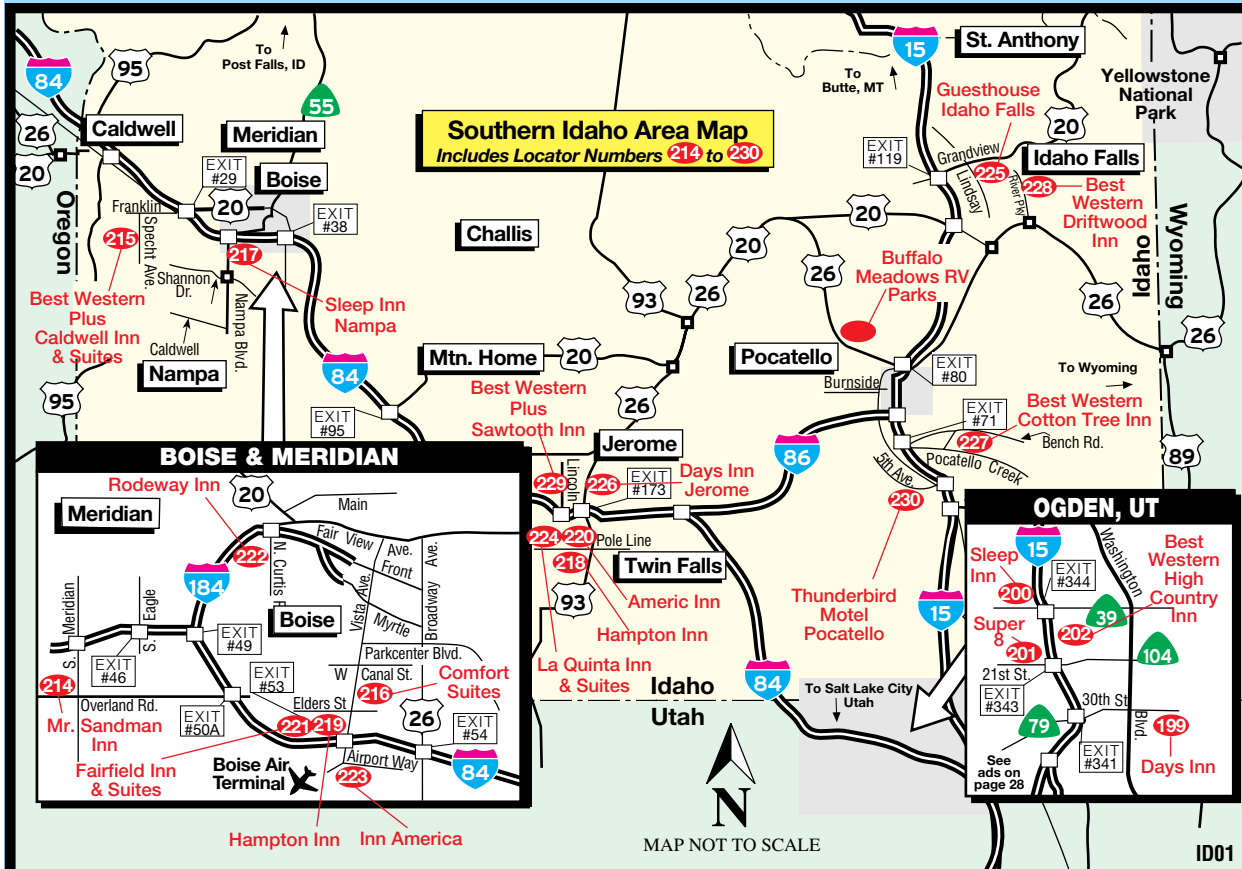 Southern Idaho Area Map
Includes Locator Numbers 214 to 230
84
95
To
Post Falls, ID
55
26
20
Caldwell
Meridian
Boise
EXIT
#29
20
Franklin
EXIT
#38
Oregon
215
Specht Ave.
217
Shannon
Dr.
Nampa Blvd.
Caldwell
Best Western
Plus
Caldwell Inn
& Suites
Sleep Inn
Nampa
Nampa
95
84
EXIT
#95
Mtn. Home
20
Challis
93
26
20
20
26
26
15
To
Butte, MT
St. Anthony
Yellowstone
National
Park
Guesthouse
Idaho Falls
20
EXIT
#119
Grandview
Lindsay
225
River Pky
Idaho Falls
228
Best
Western
Driftwood
Inn
Idaho
Wyoming
26
26
Buffalo
Meadows RV
Parks
Pocatello
Burnside
EXIT
#80
To Wyoming
EXIT
#71
Best Western
Cotton Tree Inn
227
Bench Rd.
Pocatello Creek
5th Ave.
89
86
230
Thunderbird
Motel
Pocatello
15
Best Western
Plus
Sawtooth Inn
Jerome
229
Lincoln
226
EXIT
#173
Days Inn
Jerome
224
220
Pole Line
218
Twin Falls
93
Americ Inn
Hampton Inn
La Quinta Inn
& Suites
Idaho
Utah
84
To Salt Lake City
Utah
N
MAP NOT TO SCALE
BOISE & MERIDIAN
Rodeway Inn
20
Main
Meridian
222
N. Curtis
Fair View
Ave.
Front
184
Boise
Vista Ave.
Broadway Ave.
Myrtle
S. Meridian
S. Eagle
EXIT
#46
EXIT
#49
Parkcenter Blvd.
W Canal St.
216
Comfort
Suites
214
Overland Rd.
Mr. Sandman
Inn
EXIT
#50A
EXIT
#53
Elders St
221
219
26
EXIT
#54
Fairfield Inn
& Suites
Boise Air
Terminal
Airport Way
223
84
Hampton Inn
Inn America
OGDEN, UT
15
Washington
Blvd.
Sleep
Inn
200
EXIT
#344
Best
Western
High
Country
Inn
39
Super
8
201
202
104
21st St.
EXIT
#343
30th St
79
199
EXIT
#341
Days Inn
See
ads on
page 28
ID01